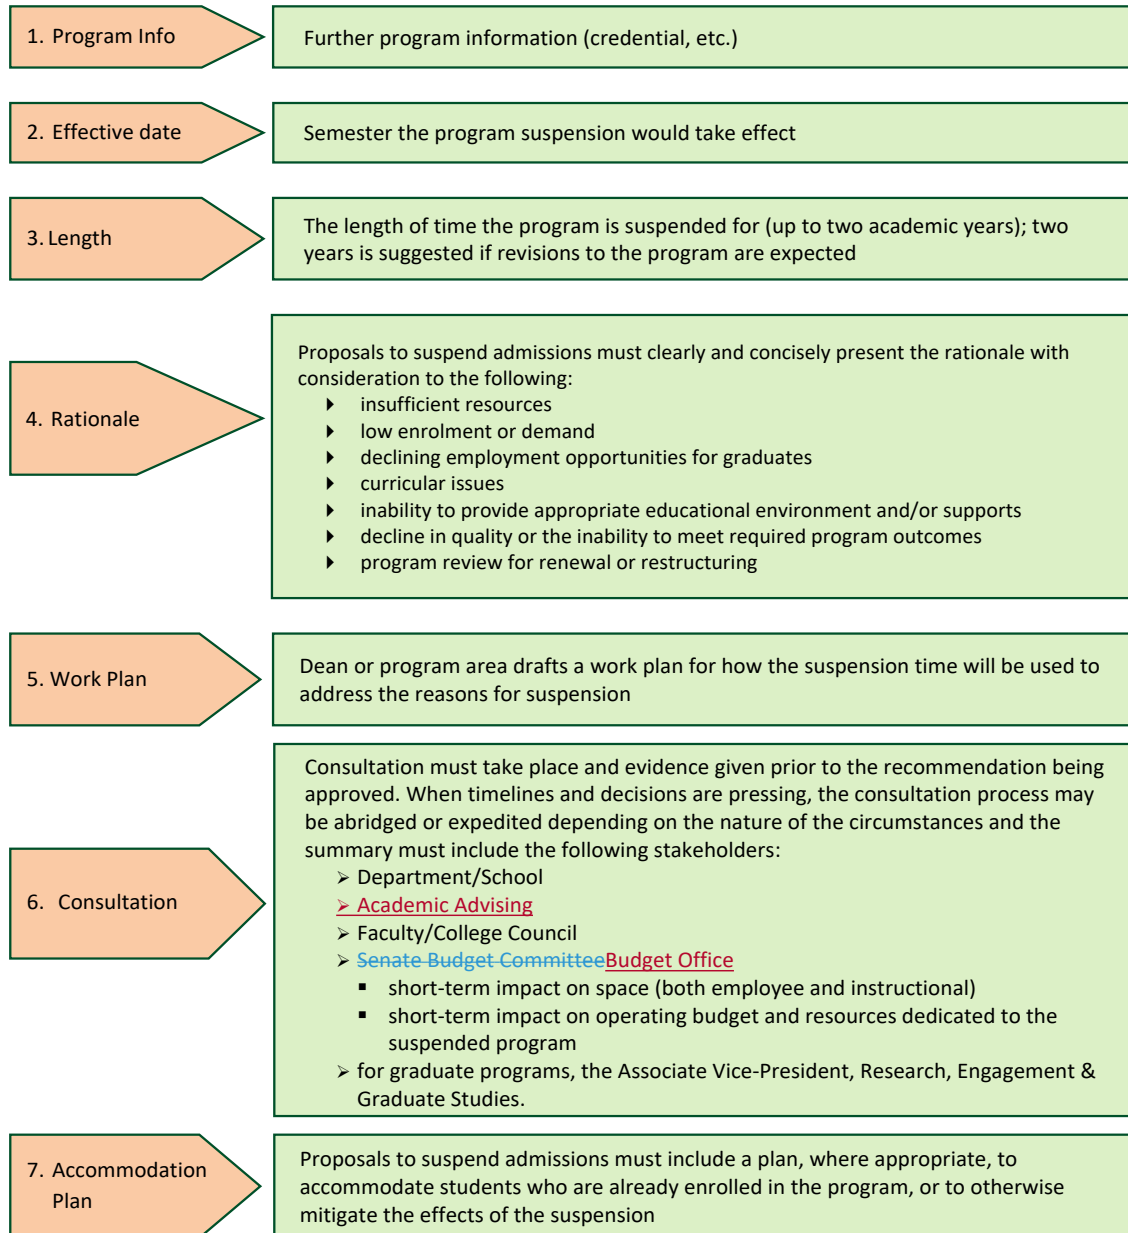 1. Program Info
Further program information (credential, etc.)
2. Effective date
Semester the program suspension would take effect
3. Length
The length of time the program is suspended for (up to two academic years); two
years is suggested if revisions to the program are expected
4. Rationale
Proposals to suspend admissions must clearly and concisely present the rationale with
consideration to the following:
insufficient resources
low enrolment or demand
declining employment opportunities for graduates
curricular issues
inability to provide appropriate educational environment and/or supports
decline in quality or the inability to meet required program outcomes
program review for renewal or restructuring
5. Work Plan
Dean or program area drafts a work plan for how the suspension time will be used to
address the reasons for suspension
6. Consultation
Consultation must take place and evidence given prior to the recommendation being
approved. When timelines and decisions are pressing, the consultation process may
be abridged or expedited depending on the nature of the circumstances and the
summary must include the following stakeholders:
Department/School
Academic Advising
Faculty/College Council
Senate Budget CommitteeBudget Office
short-term impact on space (both employee and instructional)
short-term impact on operating budget and resources dedicated to the
suspended program
for graduate programs, the Associate Vice-President, Research, Engagement &
Graduate Studies.
7. Accommodation
Plan
Proposals to suspend admissions must include a plan, where appropriate, to
accommodate students who are already enrolled in the program, or to otherwise
mitigate the effects of the suspension